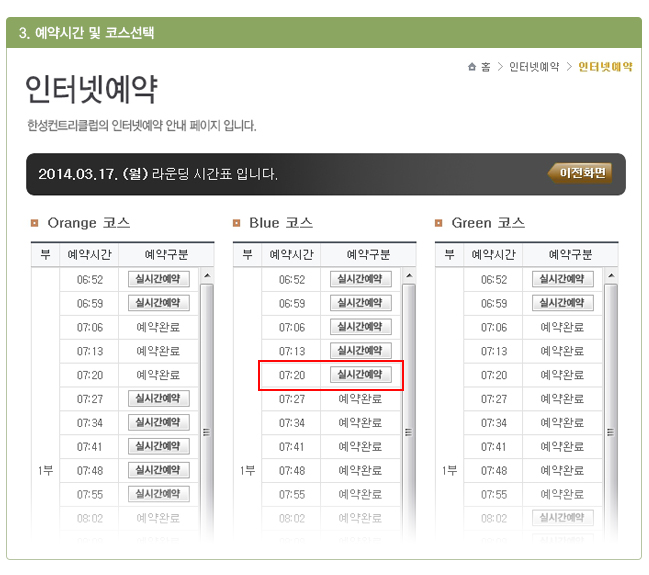 3. 예약시간 및 코스선택
홈 > 인터넷예약 > 인터넷예약
인터넷예약
한성컨트리클럽의 인터넷예약 안내 페이지 입니다.
2014.03.17. (월) 라운딩 시간표 입니다.
이전화면
Orange 코스
부 예약시간 예약구분
06:52 실시간예약
06:59 실시간예약
07:06 예약완료
07:13 예약완료
07:20 예약완료
07:27 실시간예약
07:34 실시간예약
07:41 실시간예약
1부 07:48 실시간예약
07:55 실시간예약
08:02 예약완료
Blue 코스
부 예약시간 예약구분
06:52 실시간예약
06:59 실시간예약
07:06 실시간예약
07:13 실시간예약
07:20 실시간예약
07:27 예약완료
07:34 예약완료
07:41 예약완료
1부 07:48 예약완료
07:55 예약완료
08:02 예약완료
Green 코스
부 예약시간 예약구분
06:52 실시간예약
06:59 실시간예약
07:06 예약완료
07:13 예약완료
07:20 예약완료
07:27 예약완료
07:34 예약완료
07:41 예약완료
1부 07:48 예약완료
07:55 예약완료
08:02 실시간예약